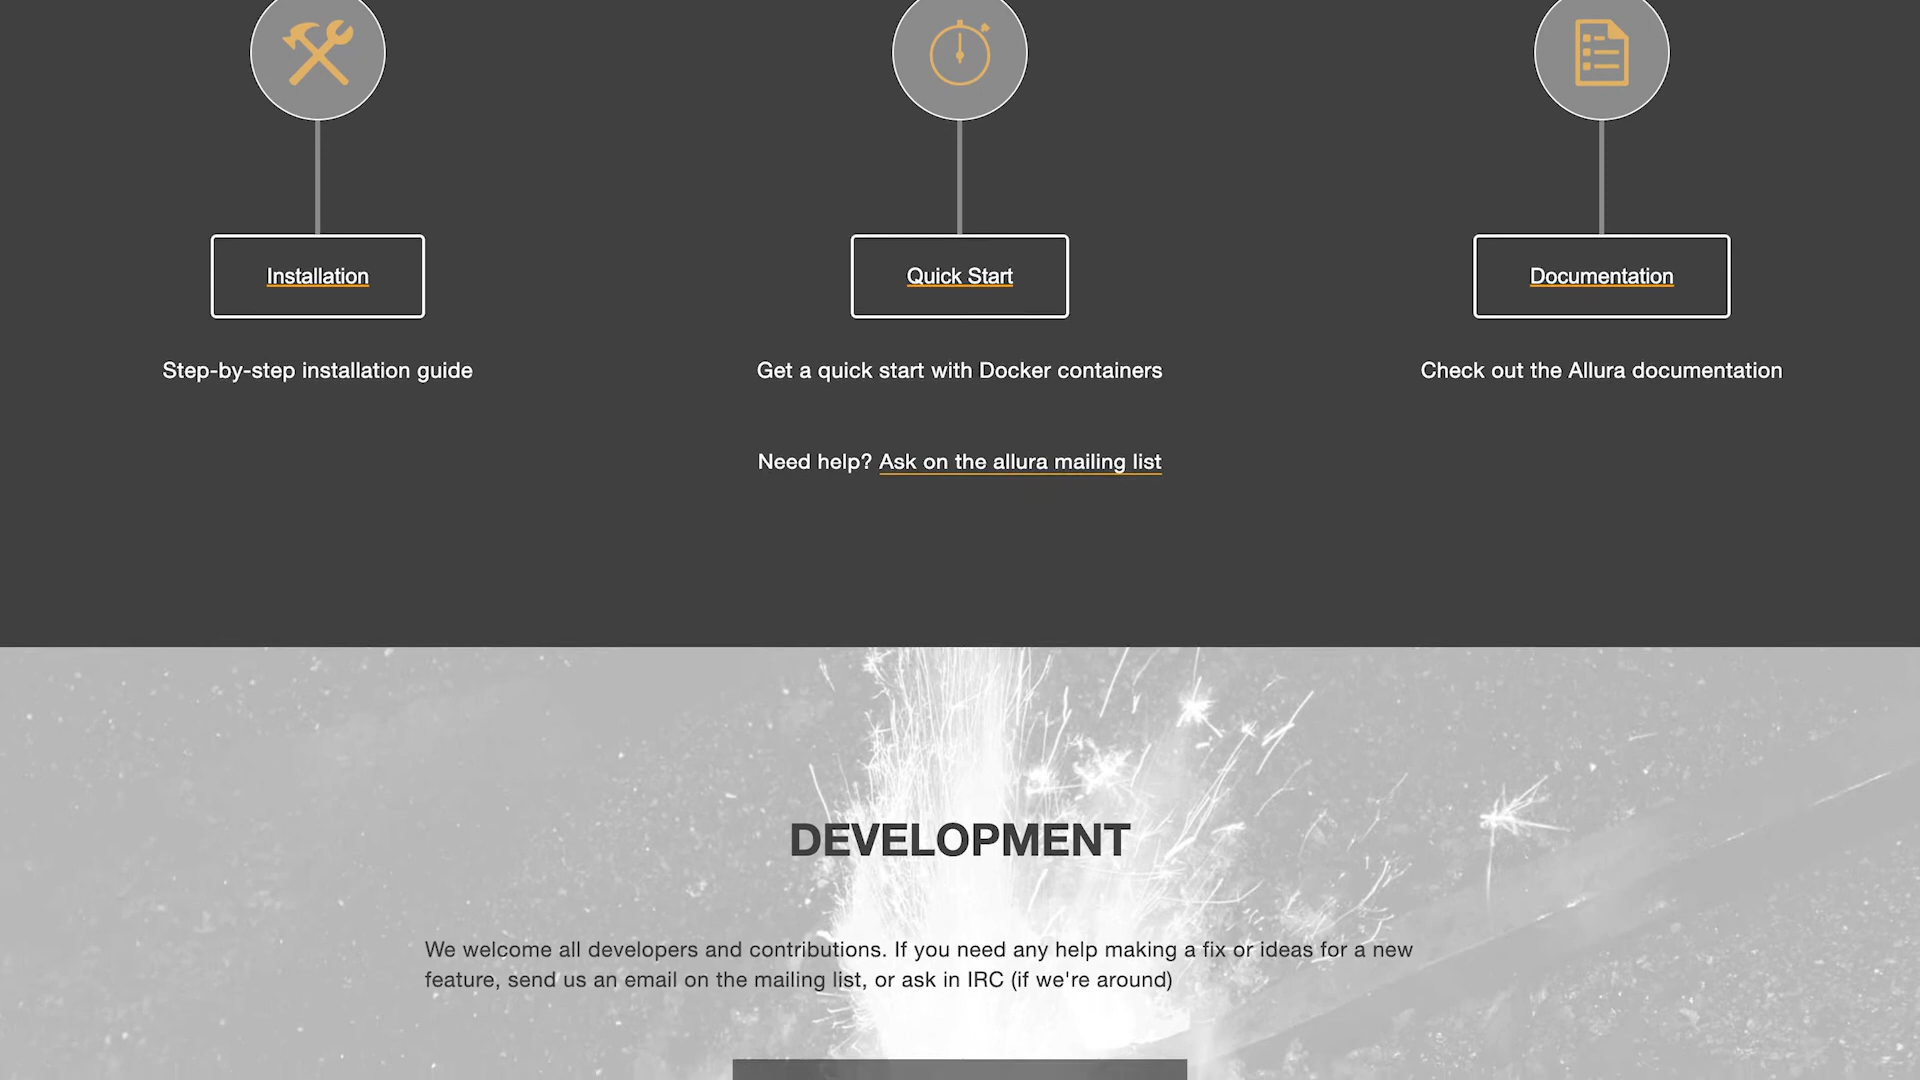 Installation
Quick Start
Documentation
Step-by-step installation guide
Get a quick start with Docker containers
Check out the Allura documentation
Need help? Ask on the allura mailing list
DEVELOPMENT
We welcome all developers and contributions. If you need any help making a fix or ideas for a new
feature, send us an email on the mailing list, or ask in IRC (if we're around)